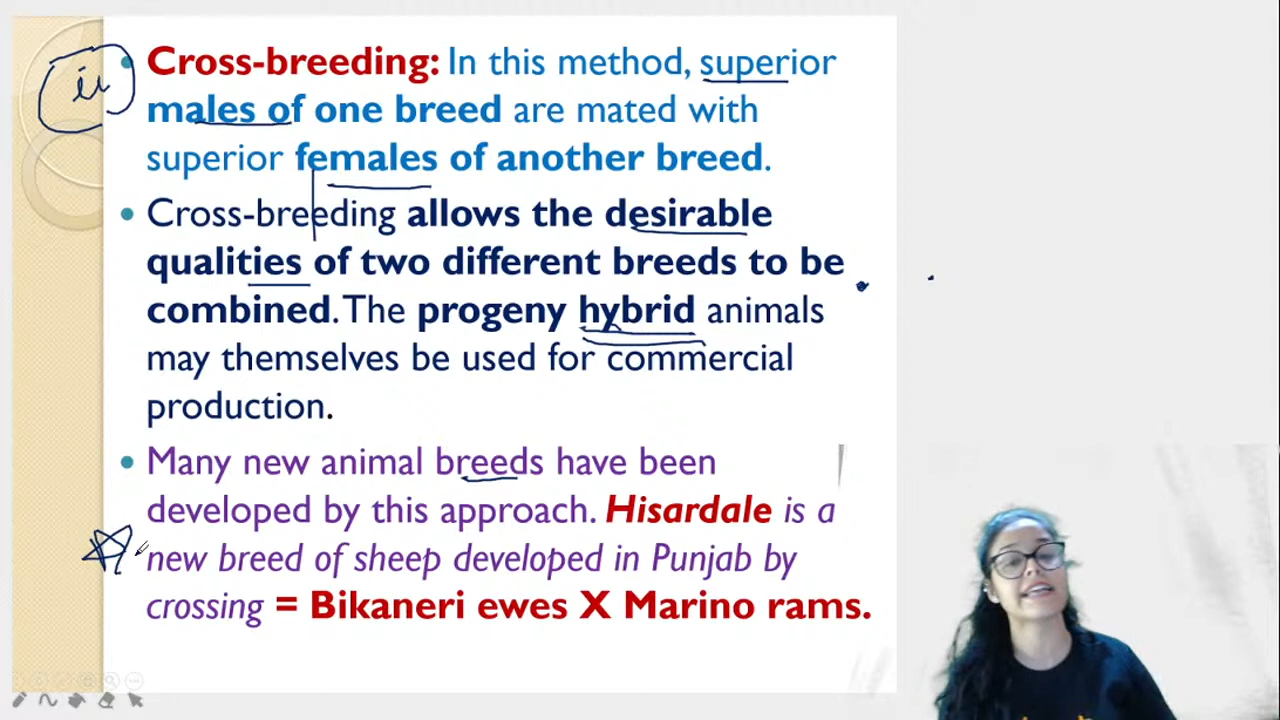 ii
Cross-breeding: In this method, superior
males of one breed are mated with
superior females of another breed.
Cross-breeding allows the desirable
qualities of two different breeds to be
combined. The progeny hybrid animals
may themselves be used for commercial
production.
Many new animal breeds have been
developed by this approach. Hisardale is a
new breed of sheep developed in Punjab by
crossing = Bikaneri ewes X Marino rams.